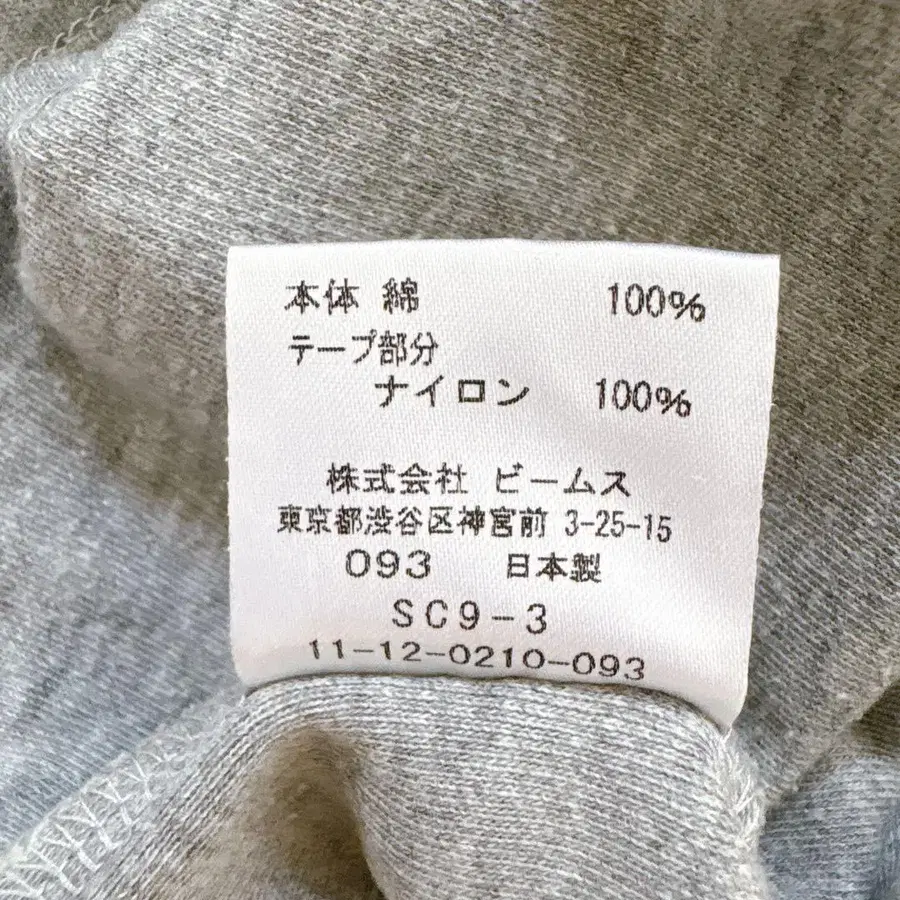 本体 綿 100%
テープ部分
ナイロン 100%
株式会社 ビームス
東京都渋谷区神宮前 3-25-15
093 日本製
SC9-3
11-12-0210-093